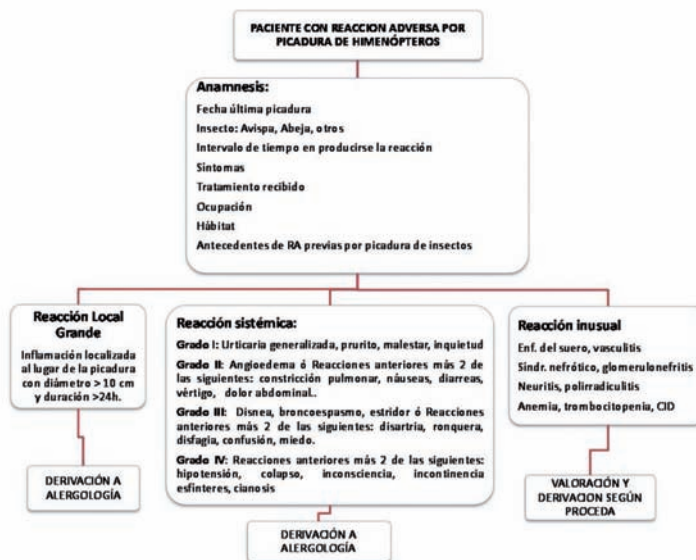 PACIENTE CON REACCION ADVERSA POR
PICADURA DE HIMENÓPTEROS
Anamnesis:
Fecha última picadura
Insecto: Avispa, Abeja, otros
Intervalo de tiempo en producirse la reacción
Síntomas
Tratamiento recibido
Ocupación
Hábitat
Antecedentes de RA previas por picadura de insectos
Reacción Local
Grande
Inflamación localizada
al lugar de la picadura
con diámetro > 10 cm
y duración >24h.
DERIVACIÓN A
ALERGOLOGÍA
Reacción sistémica:
Grado I: Urticaria generalizada, prurito, malestar, inquietud
Grado II: Angioedema ó Reacciones anteriores más 2 de
las siguientes: constricción pulmonar, náuseas, diarreas,
vértigo, dolor abdominal..
Grado III: Disnea, broncoespasmo, estridor ó Reacciones
anteriores más 2 de las siguientes: disartria, ronquera,
disfagia, confusión, miedo.
Grado IV: Reacciones anteriores más 2 de las siguientes:
hipotensión, colapso, inconsciencia, incontinencia
esfínteres, cianosis
DERIVACIÓN A
ALERGOLOGÍA
Reacción inusual
Enf. del suero, vasculitis
Sindr. nefrótico, glomerulonefritis
Neuritis, polirradiculitis
Anemia, trombocitopenia, CID
VALORACIÓN Y
DERIVACION SEGÚN
PROCEDA